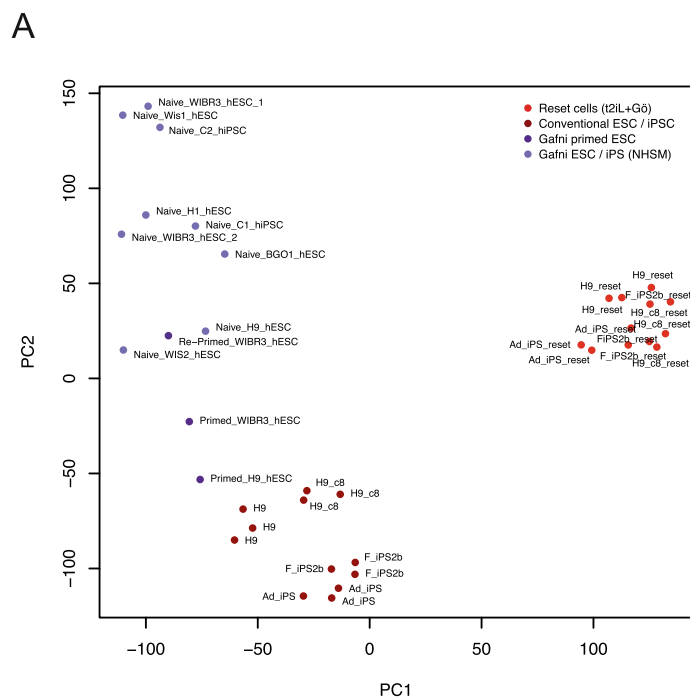 A
150
100
50
0
−50
−100
PC2
−100
−50
0
50
100
PC1
Reset cells (t2iL+Gö)
Conventional ESC / iPSC
Gafni primed ESC
Gafni ESC / iPS (NHSM)
Naive_WIBR3_hESC_1
Naive_Wis1_hESC
Naive_C2_hiPSC
Naive_H1_hESC
Naive_C1_hiPSC
Naive_WIBR3_hESC_2
Naive_BGO1_hESC
Naive_H9_hESC
Re−Primed_WIBR3_hESC
Naive_WIS2_hESC
Primed_WIBR3_hESC
Primed_H9_hESC
H9_c8
H9_c8
H9_c8
H9
H9
H9
F_iPS2b
F_iPS2b
F_iPS2b
Ad_iPS
Ad_iPS
Ad_iPS
H9_reset
H9_reset
F_iPS2b_reset
H9_reset
H9_c8_reset
H9_c8_reset
Ad_iPS_reset
FiPS2b_reset
Ad_iPS_reset
F_iPS2b_reset
Ad_iPS_reset
H9_c8_reset